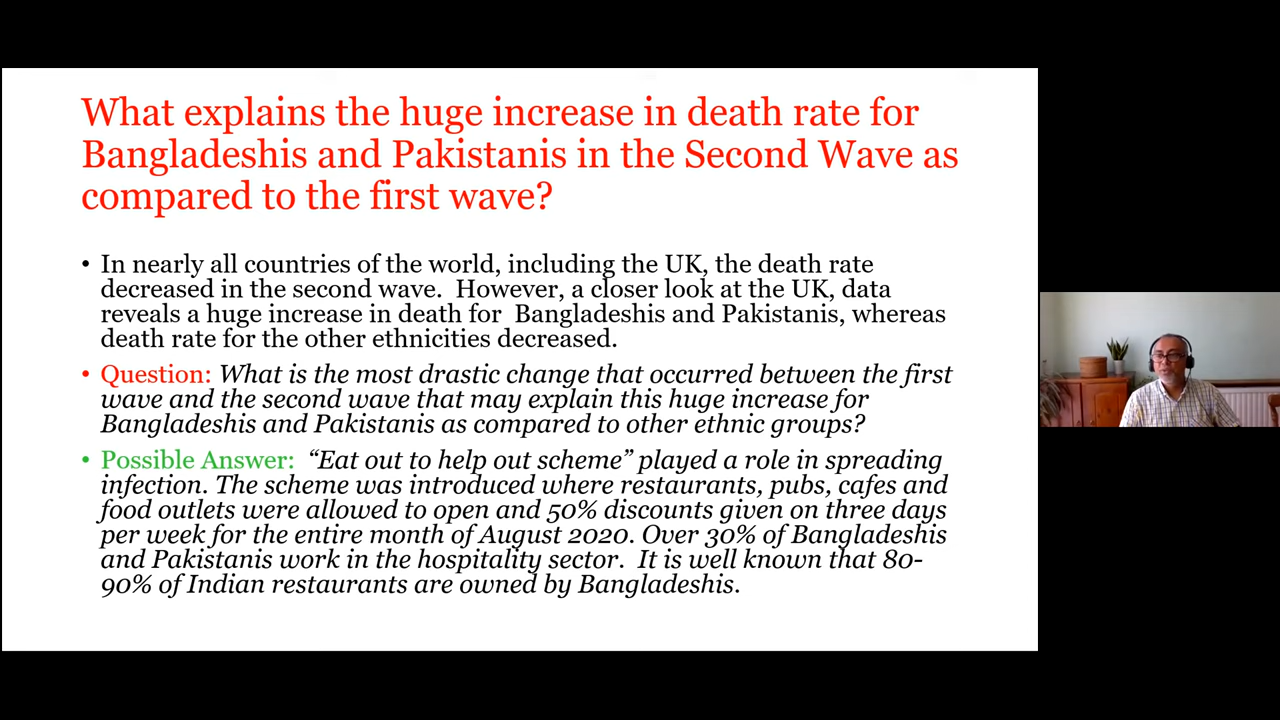 What explains the huge increase in death rate for
Bangladeshis and Pakistanis in the Second Wave as
compared to the first wave?
• In nearly all countries of the world, including the UK, the death rate
decreased in the second wave.  However, a closer look at the UK, data
reveals a huge increase in death for  Bangladeshis and Pakistanis, whereas
death rate for the other ethnicities decreased.
• Question: What is the most drastic change that occurred between the first
wave and the second wave that may explain this huge increase for
Bangladeshis and Pakistanis as compared to other ethnic groups?
• Possible Answer:  “Eat out to help out scheme” played a role in spreading
infection. The scheme was introduced where restaurants, pubs, cafes and
food outlets were allowed to open and 50% discounts given on three days
per week for the entire month of August 2020. Over 30% of Bangladeshis
and Pakistanis work in the hospitality sector.  It is well known that 80-
90% of Indian restaurants are owned by Bangladeshis.